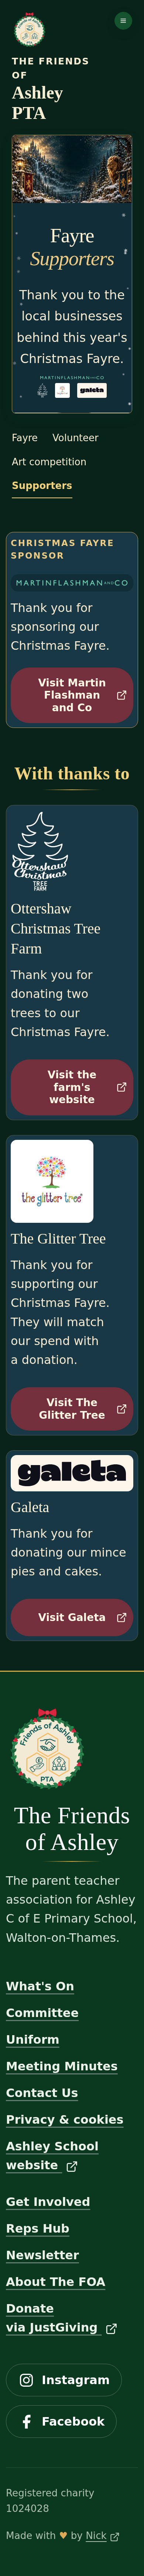 THE FRIENDS
OF
Ashley
PTA
Fayre
Supporters
Thank you to the
local businesses
behind this year's
Christmas Fayre.
MARTINFLASHMANANDCO
galeta
Fayre Volunteer
Art competition
Supporters
CHRISTMAS FAYRE
SPONSOR
MARTINFLASHMANANDCO
Thank you for
sponsoring our
Christmas Fayre.
Visit Martin
Flashman
and Co
With thanks to
Ottershaw
Christmas
TREE
FARM
Ottershaw
Christmas Tree
Farm
Thank you for
donating two
trees to our
Christmas Fayre.
Visit the
farm's
website
the glitter tree
The Glitter Tree
Thank you for
supporting our
Christmas Fayre.
They will match
our spend with
a donation.
Visit The
Glitter Tree
galeta
Galeta
Thank you for
donating our mince
pies and cakes.
Visit Galeta
Friends of Ashley
PTA
The Friends
of Ashley
The parent teacher
association for Ashley
C of E Primary School,
Walton-on-Thames.
What's On
Committee
Uniform
Meeting Minutes
Contact Us
Privacy & cookies
Ashley School
website
Get Involved
Reps Hub
Newsletter
About The FOA
Donate
via JustGiving
Instagram
Facebook
Registered charity
1024028
Made with ♥ by Nick